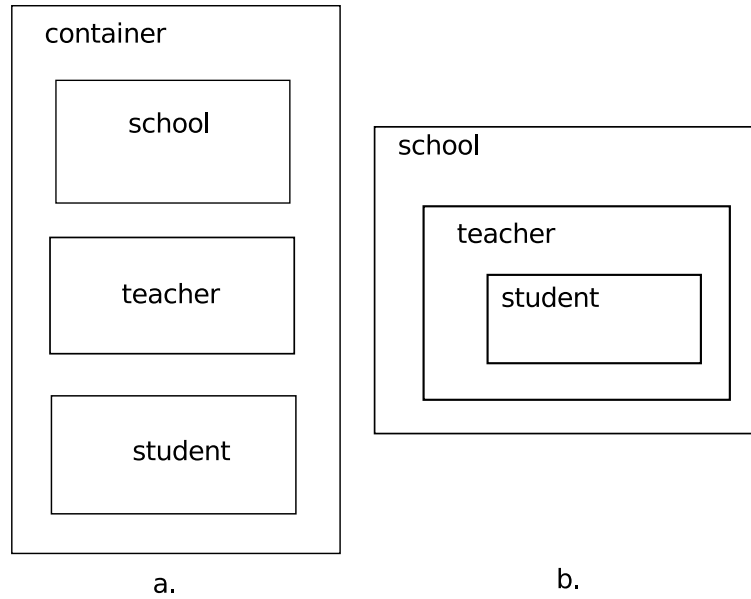 container
school
teacher
student
a.
school
teacher
student
b.